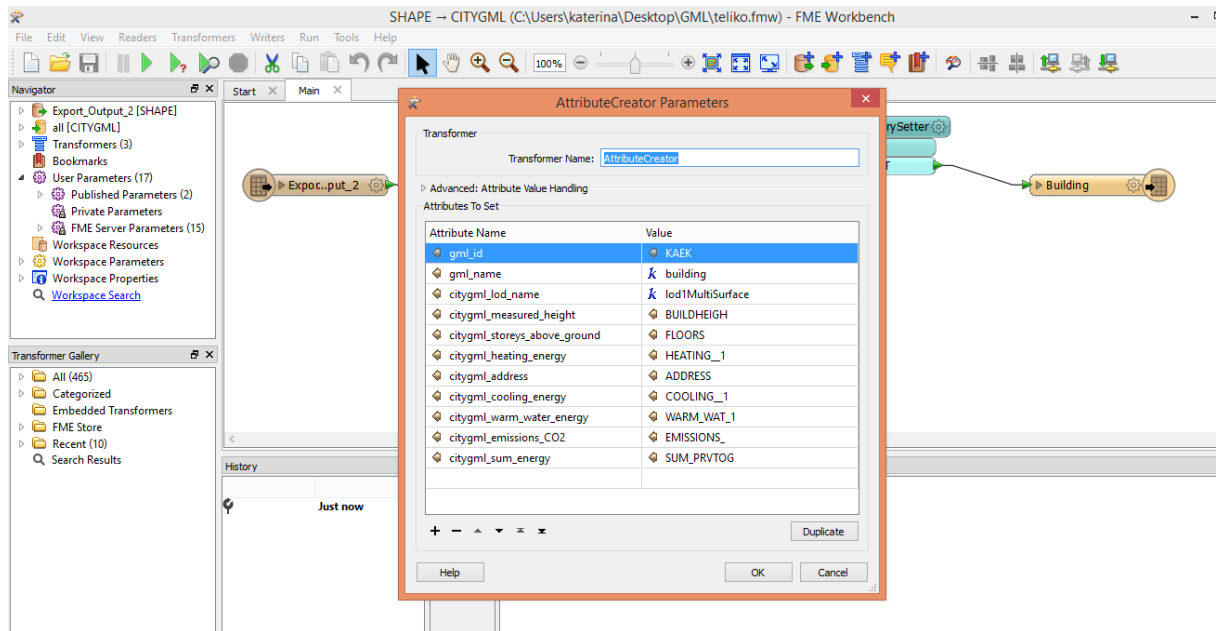 SHAPE → CITYGML (C:\Users\katerina\Desktop\GML\teliko.fmw) - FME Workbench
File Edit View Readers Transformers Writers Run Tools Help
100%
Navigator
Export_Output_2 [SHAPE]
all [CITYGML]
Transformers (3)
Bookmarks
User Parameters (17)
Published Parameters (2)
Private Parameters
FME Server Parameters (15)
Workspace Resources
Workspace Parameters
Workspace Properties
Workspace Search
Transformer Gallery
All (465)
Categorized
Embedded Transformers
FME Store
Recent (10)
Search Results
Start Main
Expor...put_2
rySetter
T
Building
History
Just now
AttributeCreator Parameters
Transformer
Transformer Name: AttributeCreator
Advanced: Attribute Value Handling
Attributes To Set
Attribute Name Value
gml_id KAEK
gml_name building
citygml_lod_name lod1MultiSurface
citygml_measured_height BUILDHEIGH
citygml_storeys_above_ground FLOORS
citygml_heating_energy HEATING__1
citygml_address ADDRESS
citygml_cooling_energy COOLING__1
citygml_warm_water_energy WARM_WAT_1
citygml_emissions_CO2 EMISSIONS_
citygml_sum_energy SUM_PRVTOG
Duplicate
Help OK Cancel